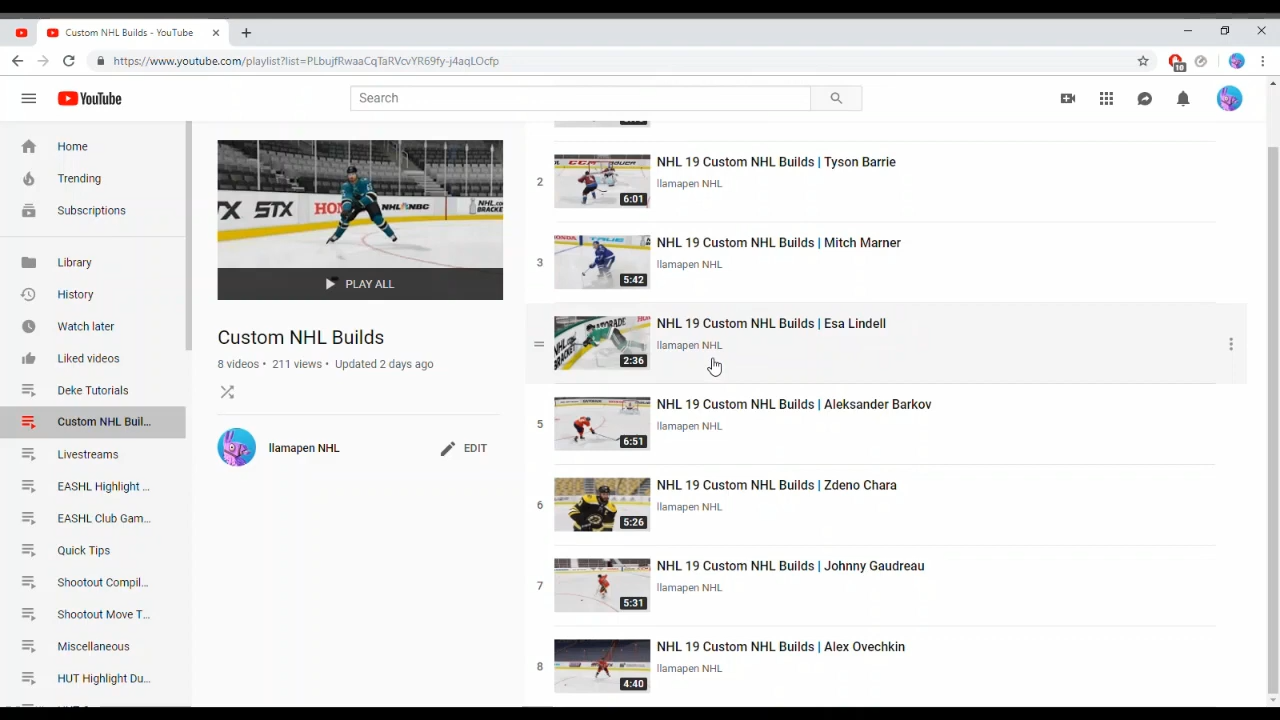 Custom NHL Builds - YouTube
https://www.youtube.com/playlist?list=PLbujfRwaaCqTaRVcvYR69fy-j4aqLOcfp
10
YouTube
Search
Home
Trending
Subscriptions
Library
History
Watch later
Liked videos
Deke Tutorials
Custom NHL Buil...
Livestreams
EASHL Highlight ...
EASHL Club Gam...
Quick Tips
Shootout Compil...
Shootout Move T...
Miscellaneous
HUT Highlight Du...
STX
NHL NBC
PLAY ALL
Custom NHL Builds
8 videos • 211 views • Updated 2 days ago
llamapen NHL
EDIT
2
6:01
NHL 19 Custom NHL Builds | Tyson Barrie
llamapen NHL
3
5:42
NHL 19 Custom NHL Builds | Mitch Marner
llamapen NHL
2:36
NHL 19 Custom NHL Builds | Esa Lindell
llamapen NHL
5
6:51
NHL 19 Custom NHL Builds | Aleksander Barkov
llamapen NHL
6
5:26
NHL 19 Custom NHL Builds | Zdeno Chara
llamapen NHL
7
5:31
NHL 19 Custom NHL Builds | Johnny Gaudreau
llamapen NHL
8
4:40
NHL 19 Custom NHL Builds | Alex Ovechkin
llamapen NHL